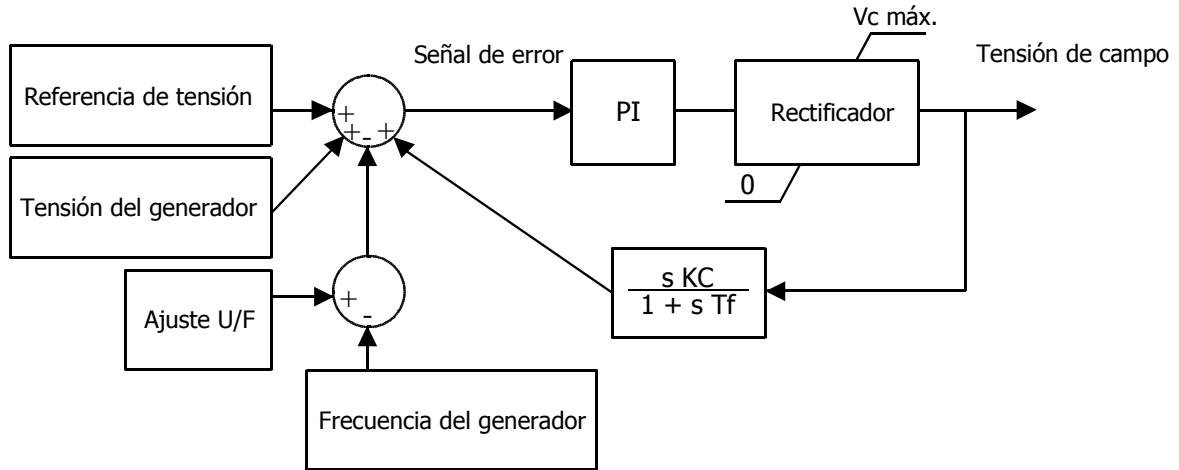 Vc máx.
Señal de error
Tensión de campo
Referencia de tensión
PI
Rectificador
+
+
+
-
0
Tensión del generador
s KC
1 + s Tf
Ajuste U/F
+
-
Frecuencia del generador